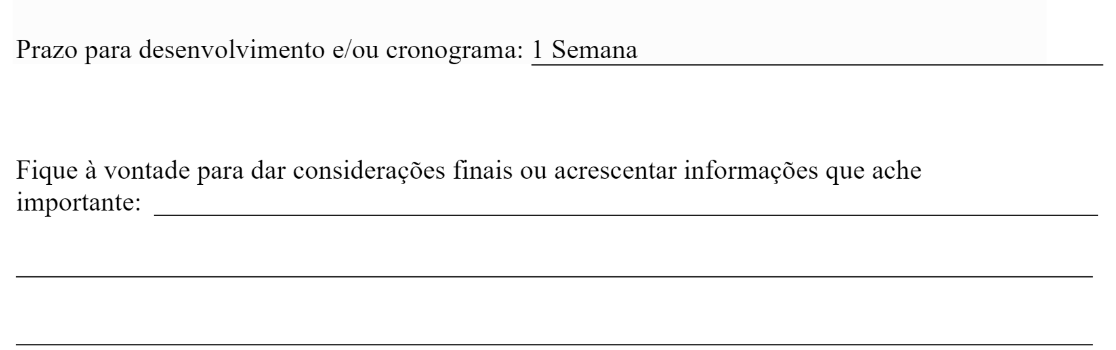 Prazo para desenvolvimento e/ou cronograma: 1 Semana
Fique à vontade para dar considerações finais ou acrescentar informações que ache
importante: